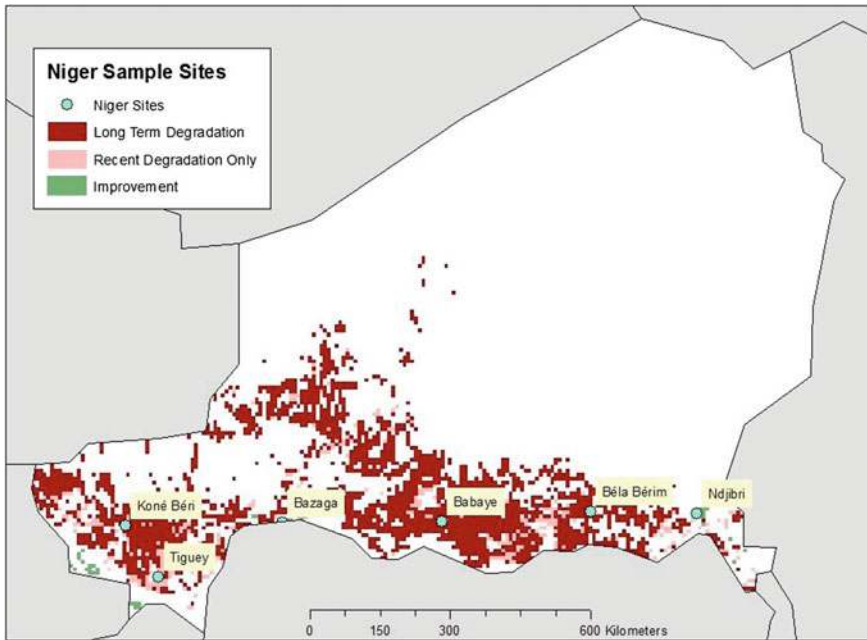 Niger Sample Sites
Niger Sites
Long Term Degradation
Recent Degradation Only
Improvement
Koné Béri
Bazaga
Babaye
Béla Bérim
Ndjibri
Tiguey
0 150 300 600 Kilometers